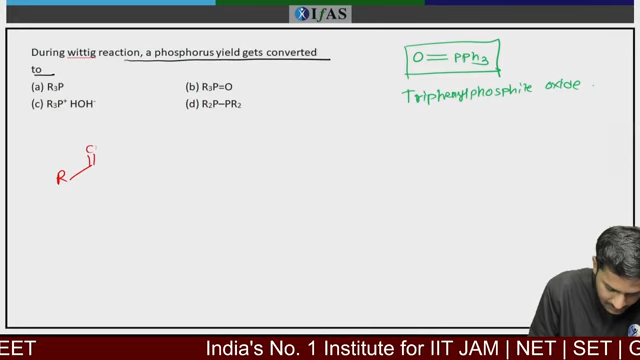 IfAS
During wittig reaction, a phosphorus yield gets converted
to
(a) R₃P
(b) R₃P=O
(c) R₃P⁺ HOH⁻
(d) R₂P–PR₂
O=PPh₃
Triphenylphosphite oxide
R
EET
India's No. 1 Institute for IIT JAM | NET | SET | G